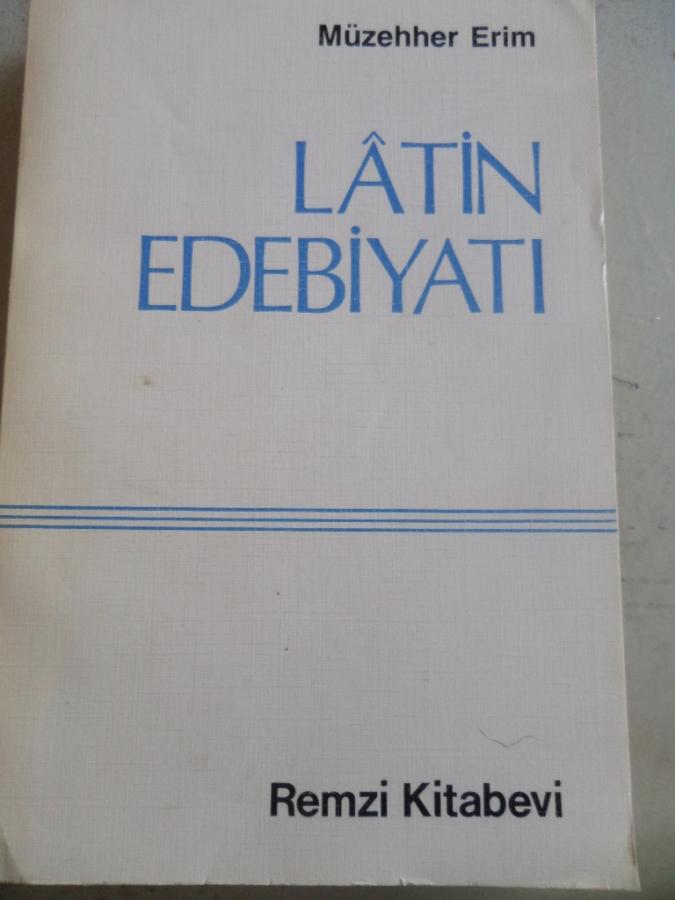 Müzehher Erim
LÂTİN
EDEBİYATI
Remzi Kitabevi